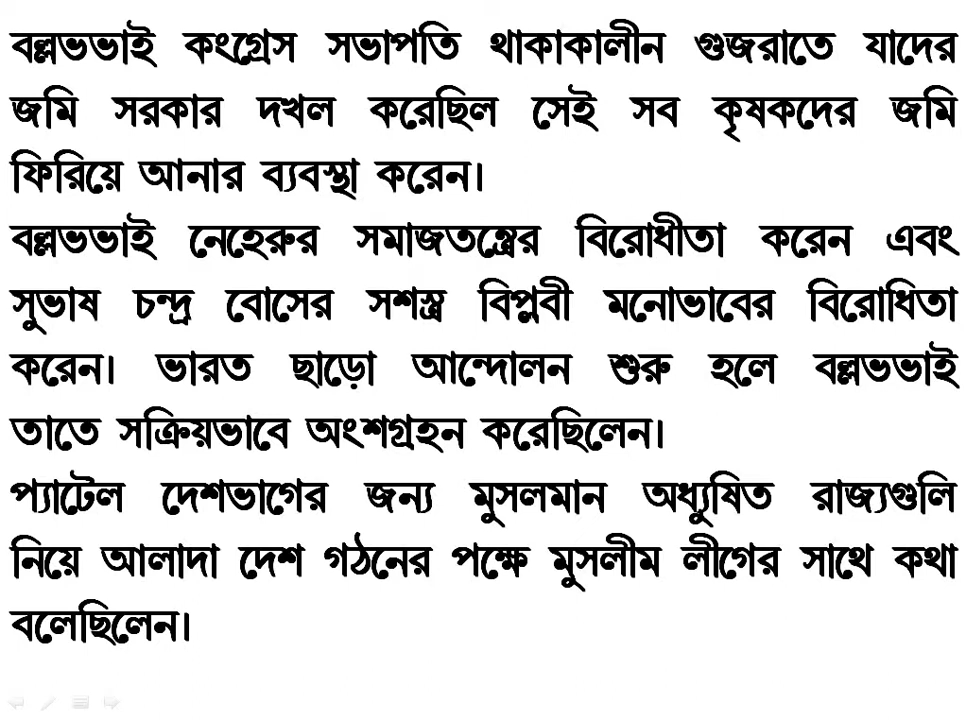 বল্লভভাই কংগ্রেস সভাপতি থাকাকালীন গুজরাতে যাদের
জমি সরকার দখল করেছিল সেই সব কৃষকদের জমি
ফিরিয়ে আনার ব্যবস্থা করেন।
বল্লভভাই নেহেরুর সমাজতন্ত্রের বিরোধীতা করেন এবং
সুভাষ চন্দ্র বোসের সশস্ত্র বিপ্লবী মনোভাবের বিরোধিতা
করেন। ভারত ছাড়ো আন্দোলন শুরু হলে বল্লভভাই
তাতে সক্রিয়ভাবে অংশগ্রহন করেছিলেন।
প্যাটেল দেশভাগের জন্য মুসলমান অধ্যুষিত রাজ্যগুলি
নিয়ে আলাদা দেশ গঠনের পক্ষে মুসলীম লীগের সাথে কথা
বলেছিলেন।